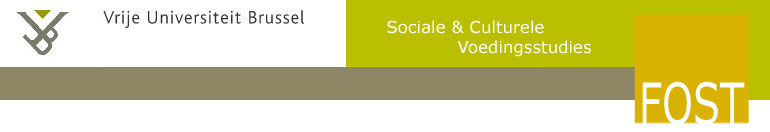 Vrije Universiteit Brussel
Sociale & Culturele
Voedingsstudies
FOST